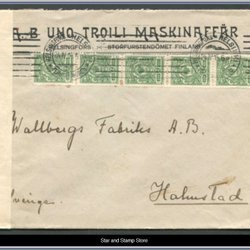 A. B. UNO TROILI MASKINAFFÄR
HELSINGFORS STORFURSTENDÖMET FINLAND
Wallbergs Fabriks A.B.
Halmstad
Sverige.
Star and Stamp Store